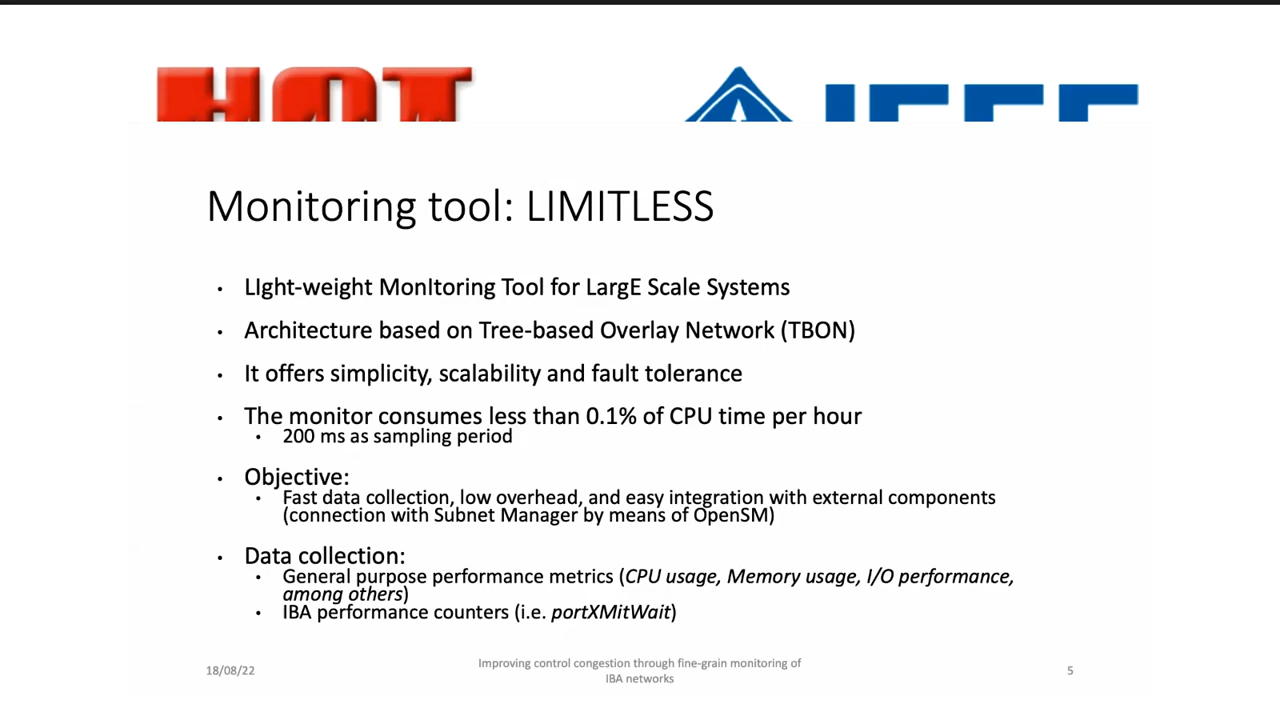 HOT
IEEE
Monitoring tool: LIMITLESS
• LIght-weight MonItoring Tool for LargE Scale Systems
• Architecture based on Tree-based Overlay Network (TBON)
• It offers simplicity, scalability and fault tolerance
• The monitor consumes less than 0.1% of CPU time per hour
• 200 ms as sampling period
• Objective:
• Fast data collection, low overhead, and easy integration with external components
(connection with Subnet Manager by means of OpenSM)
• Data collection:
• General purpose performance metrics (CPU usage, Memory usage, I/O performance,
among others)
• IBA performance counters (i.e. portXMitWait)
18/08/22
Improving control congestion through fine-grain monitoring of
IBA networks
5